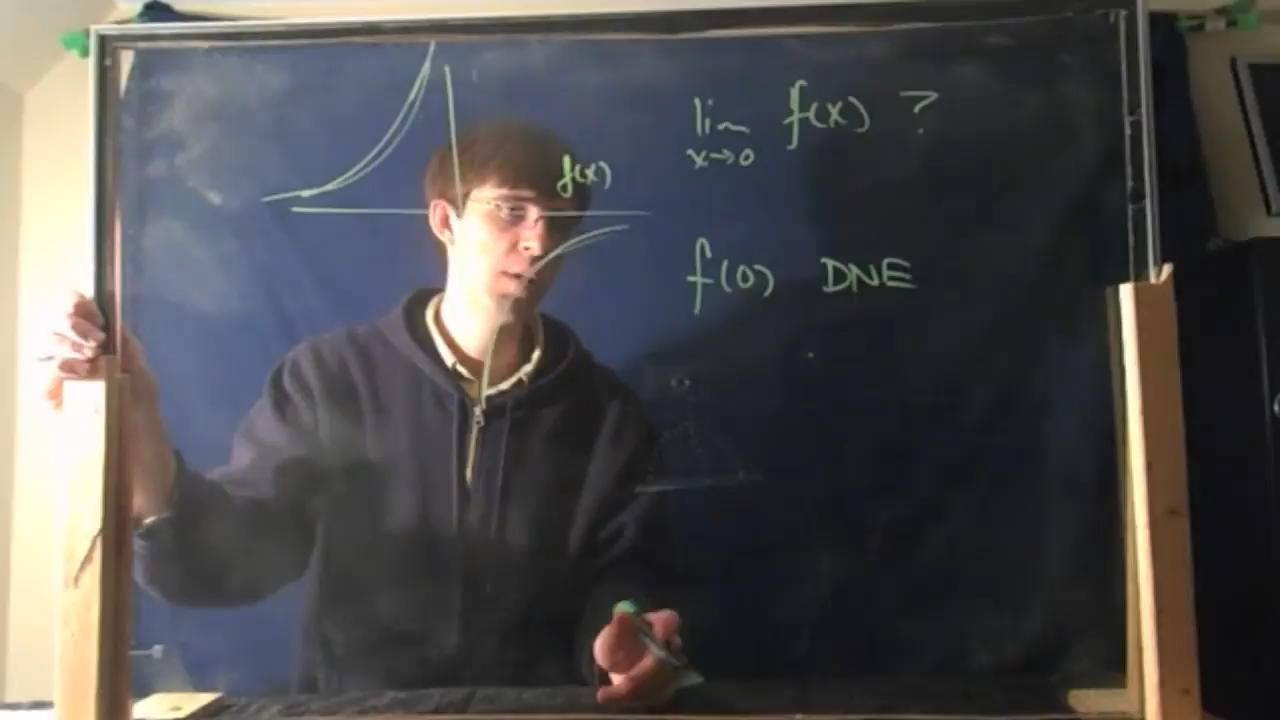 lim f(x) ?
x→0
f(x)
f(0) DNE